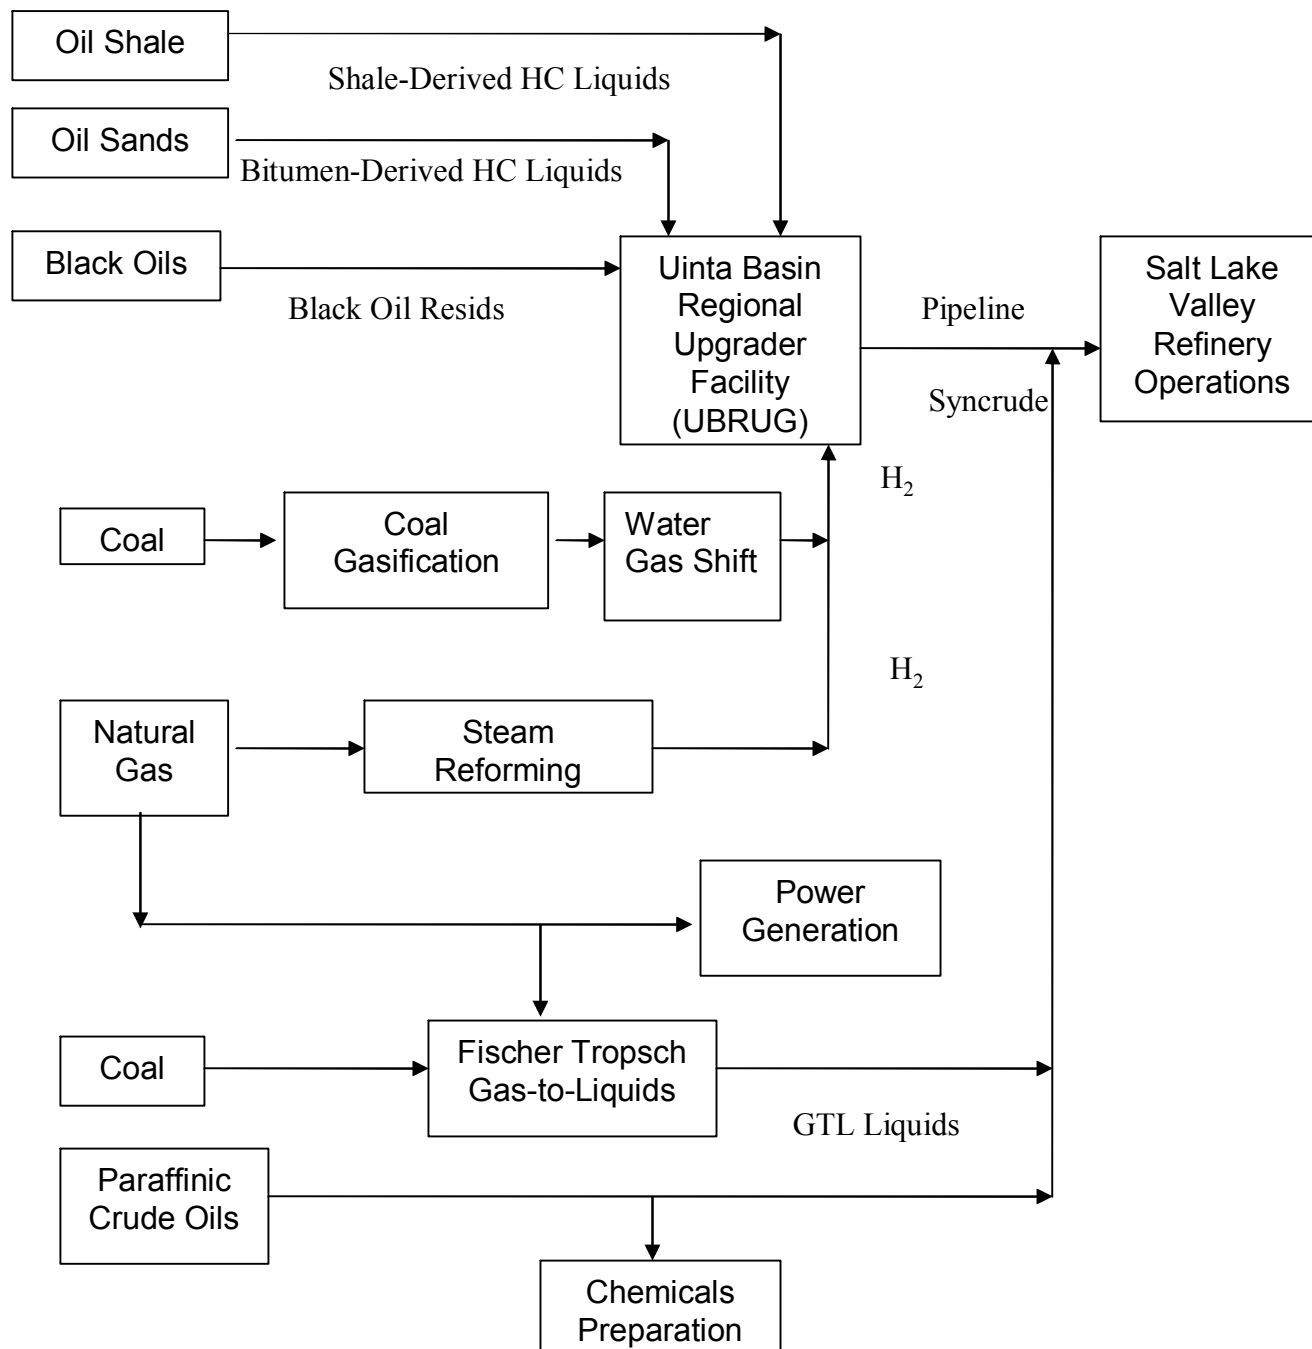 Oil Shale
Shale-Derived HC Liquids
Oil Sands
Bitumen-Derived HC Liquids
Black Oils
Black Oil Resids
Uinta Basin
Regional
Upgrader
Facility
(UBRUG)
Pipeline
Syncrude
Salt Lake
Valley
Refinery
Operations
H₂
Coal
Coal
Gasification
Water
Gas Shift
H₂
Natural
Gas
Steam
Reforming
Power
Generation
Coal
Fischer Tropsch
Gas-to-Liquids
GTL Liquids
Paraffinic
Crude Oils
Chemicals
Preparation